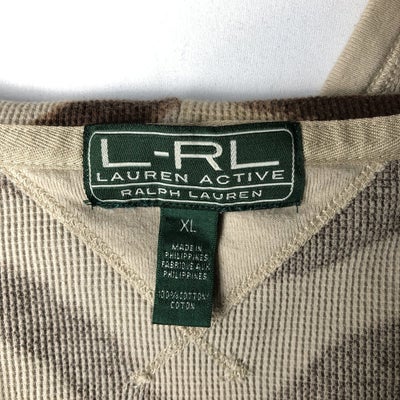 L-RL
LAUREN ACTIVE
RALPH LAUREN
XL
MADE IN
PHILIPPINES
FABRIQUE AUX
PHILIPPINES
100% COTTON/
COTON